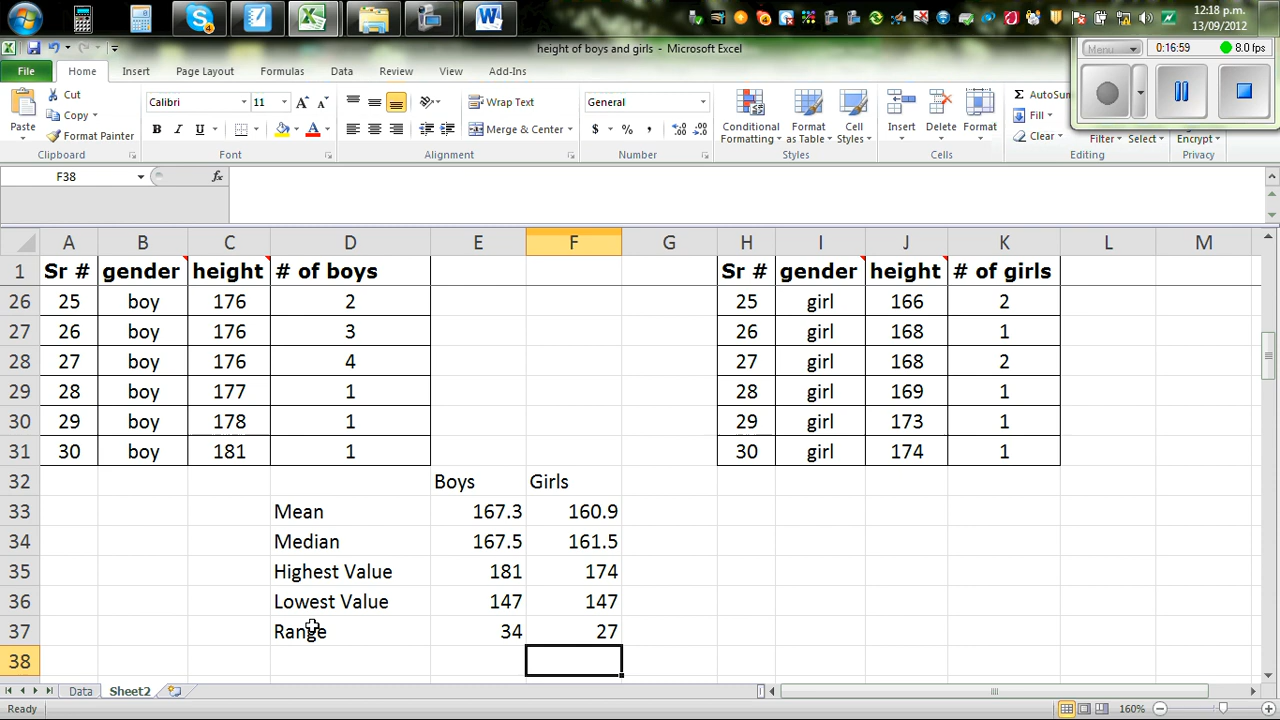 12:18 p.m.
13/09/2012
height of boys and girls - Microsoft Excel
Menu 0:16:59 8.0 fps
File Home Insert Page Layout Formulas Data Review View Add-Ins
Cut
Copy
Format Painter
Paste
Clipboard
Calibri 11
Font
Wrap Text
Merge & Center
Alignment
General
Number
Conditional Formatting
Format as Table
Cell Styles
Styles
Insert Delete Format
Cells
AutoSum
Fill
Clear
Filter Select
Editing
Encrypt
Privacy
F38 fx
A B C D E F G H I J K L M
1 Sr # gender height # of boys Sr # gender height # of girls
26 25 boy 176 2 25 girl 166 2
27 26 boy 176 3 26 girl 168 1
28 27 boy 176 4 27 girl 168 2
29 28 boy 177 1 28 girl 169 1
30 29 boy 178 1 29 girl 173 1
31 30 boy 181 1 30 girl 174 1
32 Boys Girls
33 Mean 167.3 160.9
34 Median 167.5 161.5
35 Highest Value 181 174
36 Lowest Value 147 147
37 Range 34 27
38
Data Sheet2
Ready 160%